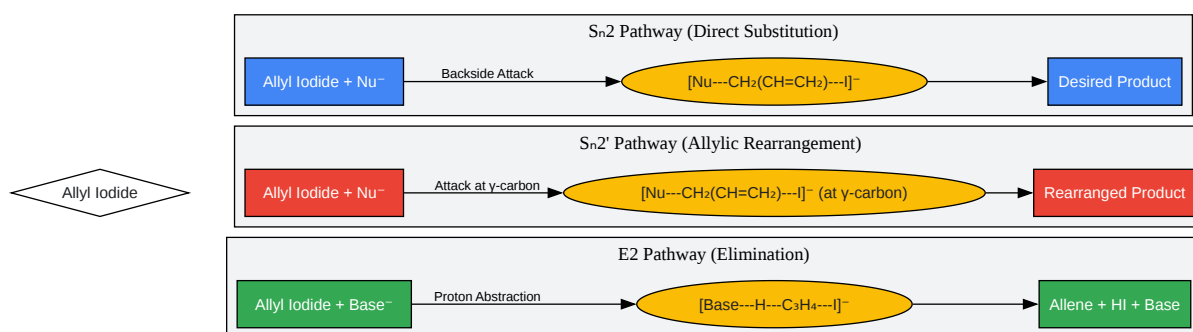 Sₙ2 Pathway (Direct Substitution)
Allyl Iodide + Nu⁻
Backside Attack
[Nu---CH₂(CH=CH₂)---I]⁻
Desired Product
Sₙ2' Pathway (Allylic Rearrangement)
Allyl Iodide
Allyl Iodide + Nu⁻
Attack at γ-carbon
[Nu---CH₂(CH=CH₂)---I]⁻ (at γ-carbon)
Rearranged Product
E2 Pathway (Elimination)
Allyl Iodide + Base⁻
Proton Abstraction
[Base---H---C₃H₄---I]⁻
Allene + HI + Base